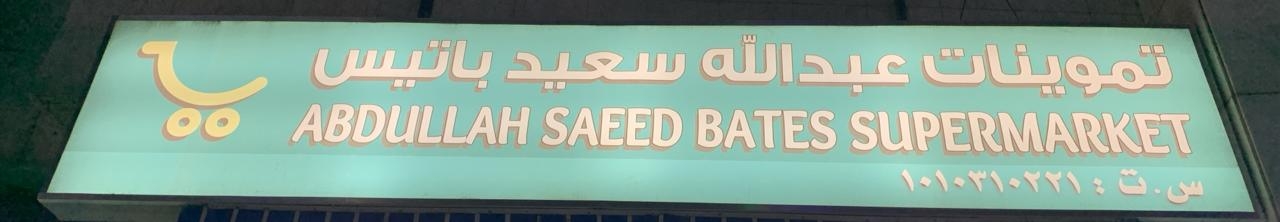 تموينات عبدالله سعيد باتيس
ABDULLAH SAEED BATES SUPERMARKET
س . ت : ١٠١٠٣١٠٢٢١